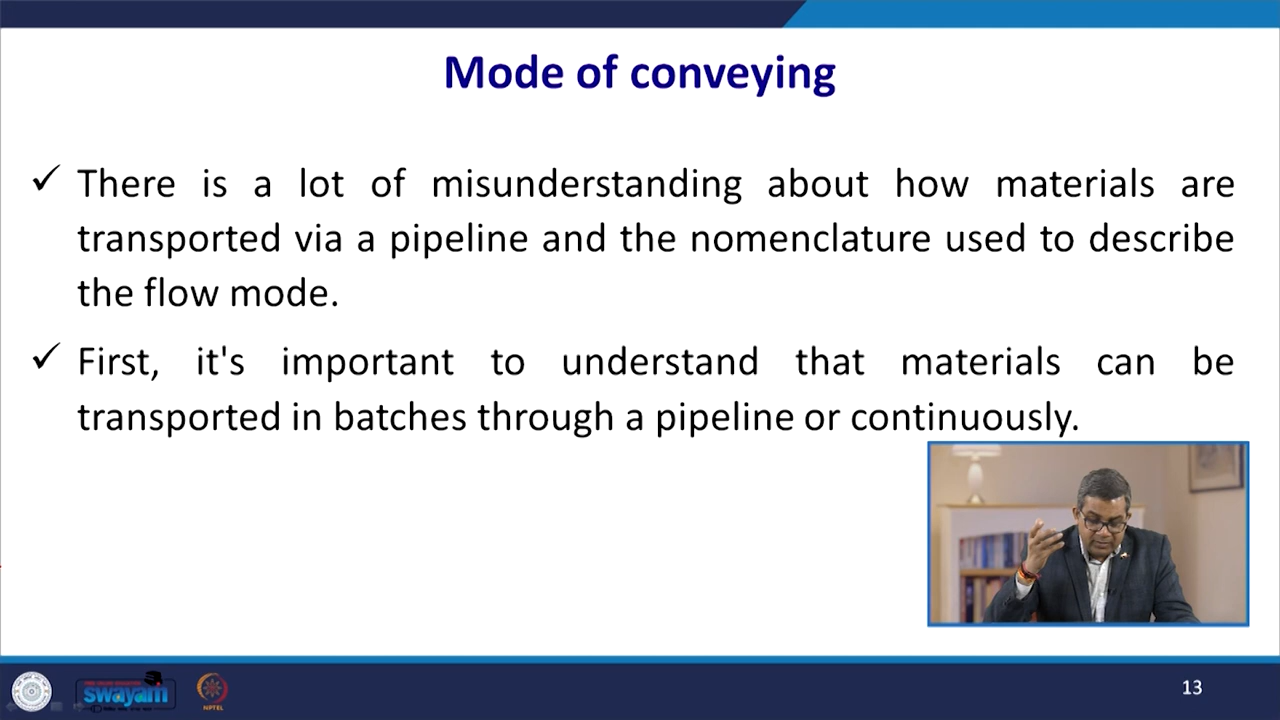 Mode of conveying
✓ There is a lot of misunderstanding about how materials are
transported via a pipeline and the nomenclature used to describe
the flow mode.
✓ First, it's important to understand that materials can be
transported in batches through a pipeline or continuously.
swayam
NPTEL
13